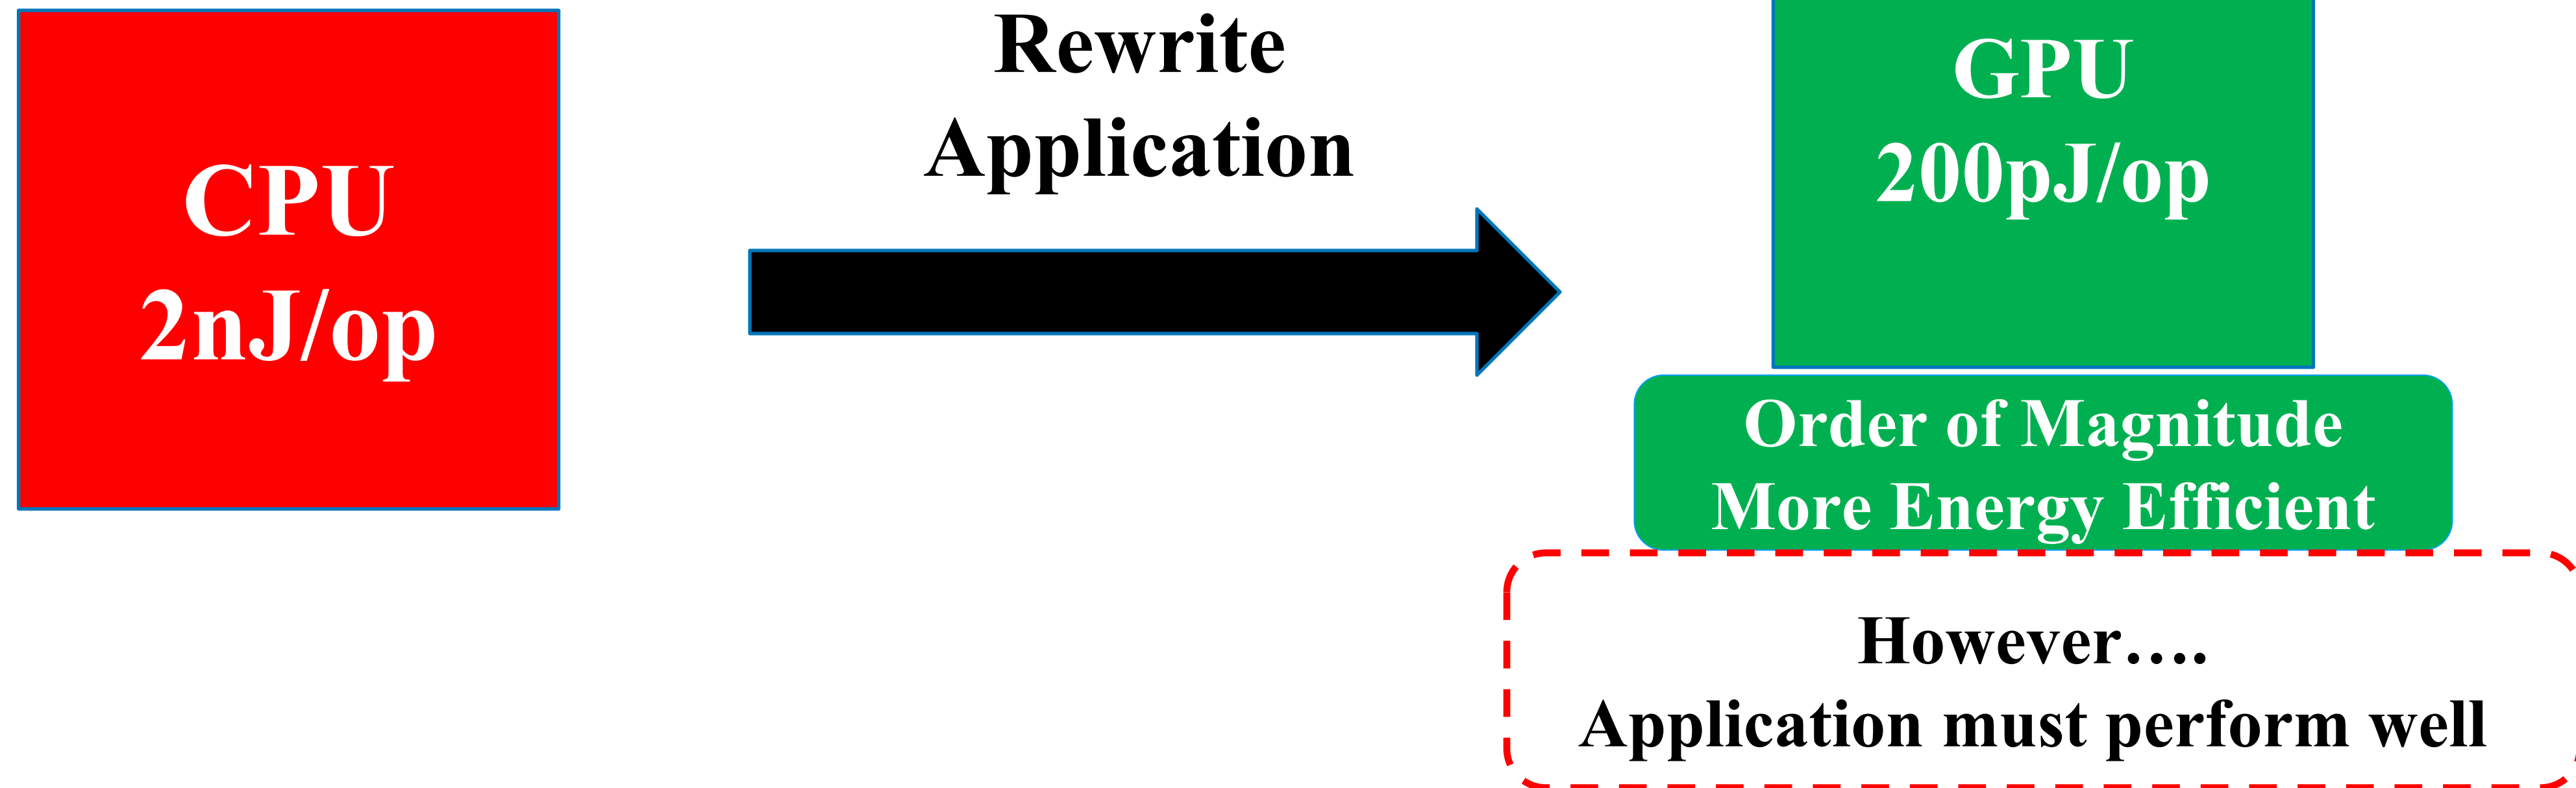 CPU
2nJ/op
Rewrite
Application
GPU
200pJ/op
Order of Magnitude
More Energy Efficient
However....
Application must perform well